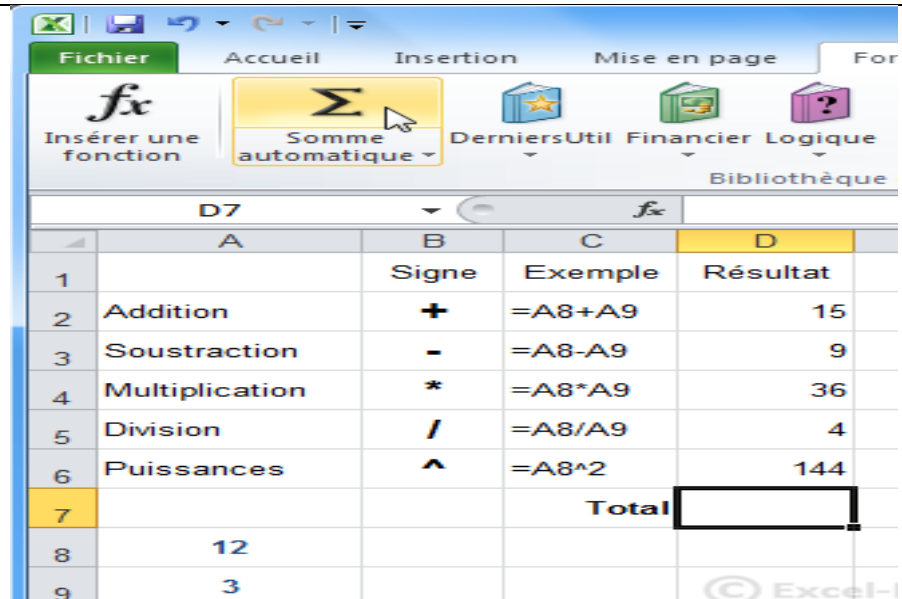 Fichier Accueil Insertion Mise en page For
fx Σ
Insérer une fonction Somme automatique DerniersUtil Financier Logique
Bibliothèq
D7 fx
A B C D
1 Signe Exemple Résultat
2 Addition + =A8+A9 15
3 Soustraction - =A8-A9 9
4 Multiplication * =A8*A9 36
5 Division / =A8/A9 4
6 Puissances ^ =A8^2 144
7 Total
8 12
9 3
© Excel-